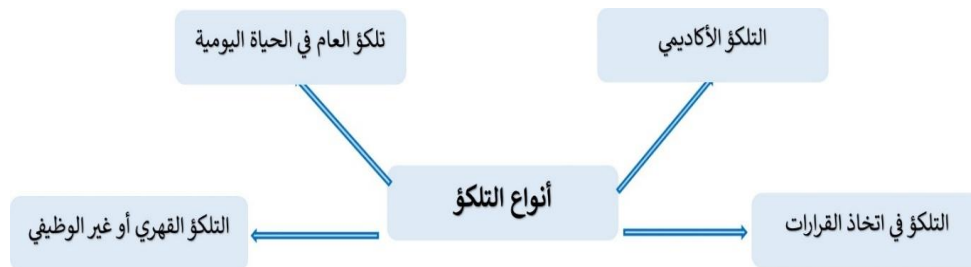 التلكؤ الأكاديمي
تلكؤ العام في الحياة اليومية
أنواع التلكؤ
التلكؤ في اتخاذ القرارات
التلكؤ القهري أو غير الوظيفي